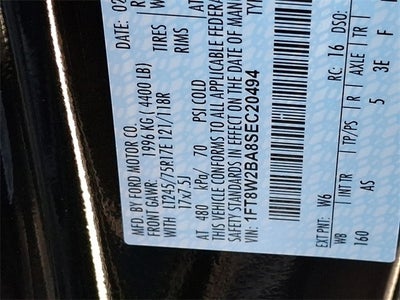 MFD BY FORD MOTOR CO.
DATE: 02
FRONT GAWR: 1996 KG ( 4400 LB)
WITH LT245/75R17E 121/118R TIRES
17x7.5J RIMS
AT 480 kPa/ 70 PSI COLD
THIS VEHICLE CONFORMS TO ALL APPLICABLE FEDERA
SAFETY STANDARDS IN EFFECT ON THE DATE OF MAN
VIN: 1FT8W2BA8SEC20494 TY
EXT PNT: W6 RC: 16 DSO:
WB INT TR TP/PS R AXLE TR
160 AS 5 3E F